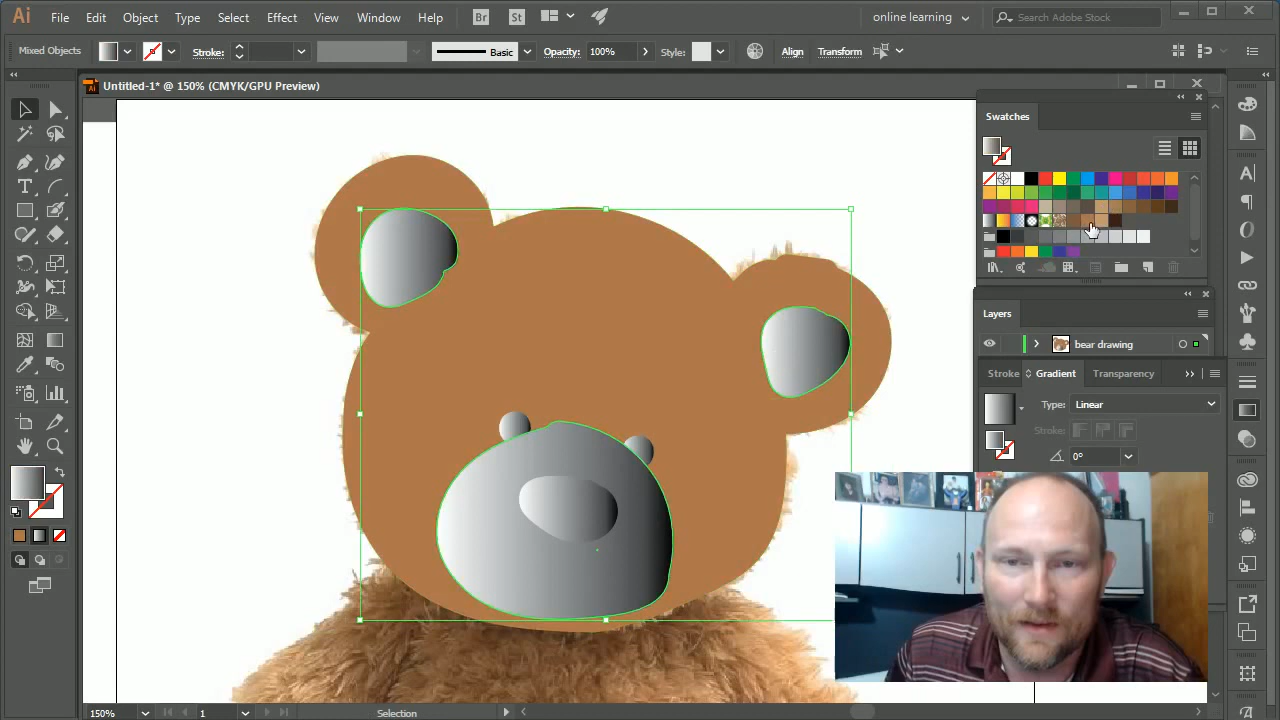 Ai File Edit Object Type Select Effect View Window Help Br St online learning Search Adobe Stock
Mixed Objects Stroke: Basic Opacity: 100% Style: Align Transform
Untitled-1* @ 150% (CMYK/GPU Preview)
Swatches
Layers
bear drawing
Stroke Gradient Transparency
Type: Linear
Stroke:
0°
150% 1 Selection